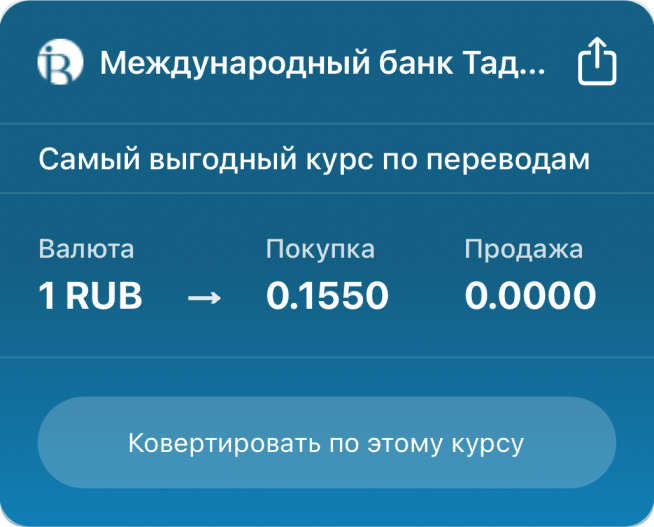 Международный банк Тад...
Самый выгодный курс по переводам
Валюта Покупка Продажа
1 RUB → 0.1550 0.0000
Ковертировать по этому курсу